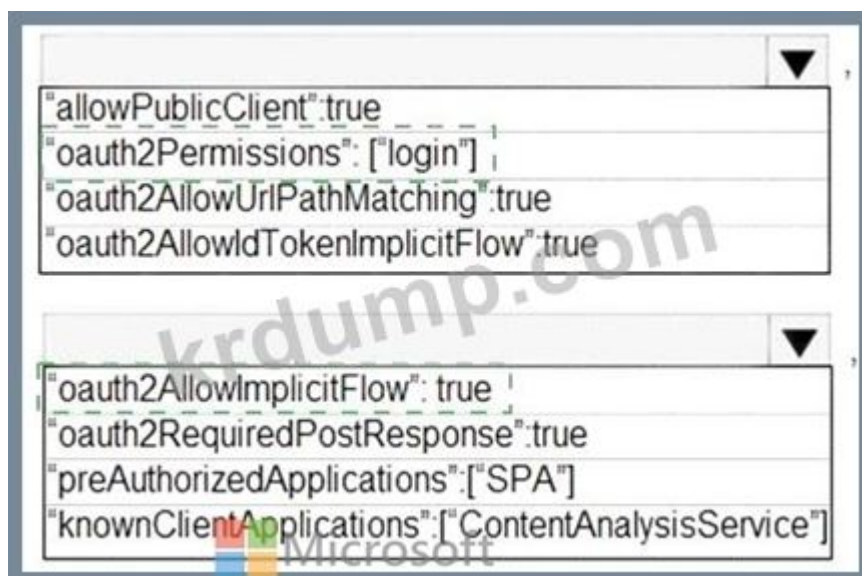 "allowPublicClient":true
"oauth2Permissions": ["login"]
"oauth2AllowUrlPathMatching":true
"oauth2AllowIdTokenImplicitFlow":true
krdump.com
"oauth2AllowImplicitFlow": true
"oauth2RequiredPostResponse":true
"preAuthorizedApplications":["SPA"]
"knownClientApplications":["ContentAnalysisService"]
Microsoft